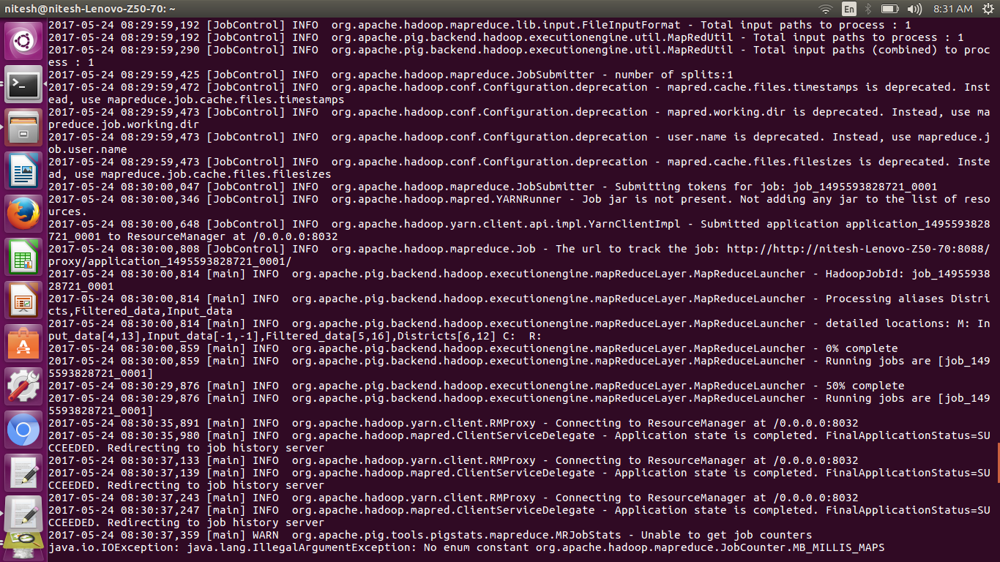 nitesh@nitesh-Lenovo-Z50-70: ~
En
8:31 AM
2017-05-24 08:29:59,192 [JobControl] INFO  org.apache.hadoop.mapreduce.lib.input.FileInputFormat - Total input paths to process : 1
2017-05-24 08:29:59,192 [JobControl] INFO  org.apache.pig.backend.hadoop.executionengine.util.MapRedUtil - Total input paths to process : 1
2017-05-24 08:29:59,290 [JobControl] INFO  org.apache.pig.backend.hadoop.executionengine.util.MapRedUtil - Total input paths (combined) to proc
ess : 1
2017-05-24 08:29:59,425 [JobControl] INFO  org.apache.hadoop.mapreduce.JobSubmitter - number of splits:1
2017-05-24 08:29:59,472 [JobControl] INFO  org.apache.hadoop.conf.Configuration.deprecation - mapred.cache.files.timestamps is deprecated. Inst
ead, use mapreduce.job.cache.files.timestamps
2017-05-24 08:29:59,473 [JobControl] INFO  org.apache.hadoop.conf.Configuration.deprecation - mapred.working.dir is deprecated. Instead, use ma
preduce.job.working.dir
2017-05-24 08:29:59,473 [JobControl] INFO  org.apache.hadoop.conf.Configuration.deprecation - user.name is deprecated. Instead, use mapreduce.j
ob.user.name
2017-05-24 08:29:59,473 [JobControl] INFO  org.apache.hadoop.conf.Configuration.deprecation - mapred.cache.files.filesizes is deprecated. Inste
ad, use mapreduce.job.cache.files.filesizes
2017-05-24 08:30:00,047 [JobControl] INFO  org.apache.hadoop.mapreduce.JobSubmitter - Submitting tokens for job: job_1495593828721_0001
2017-05-24 08:30:00,346 [JobControl] INFO  org.apache.hadoop.mapred.YARNRunner - Job jar is not present. Not adding any jar to the list of reso
urces.
2017-05-24 08:30:00,648 [JobControl] INFO  org.apache.hadoop.yarn.client.api.impl.YarnClientImpl - Submitted application application_1495593828
721_0001 to ResourceManager at /0.0.0.0:8032
2017-05-24 08:30:00,808 [JobControl] INFO  org.apache.hadoop.mapreduce.Job - The url to track the job: http://http://nitesh-Lenovo-Z50-70:8088/
proxy/application_1495593828721_0001/
2017-05-24 08:30:00,814 [main] INFO  org.apache.pig.backend.hadoop.executionengine.mapReduceLayer.MapReduceLauncher - HadoopJobId: job_14955938
28721_0001
2017-05-24 08:30:00,814 [main] INFO  org.apache.pig.backend.hadoop.executionengine.mapReduceLayer.MapReduceLauncher - Processing aliases Distri
cts,Filtered_data,Input_data
2017-05-24 08:30:00,814 [main] INFO  org.apache.pig.backend.hadoop.executionengine.mapReduceLayer.MapReduceLauncher - detailed locations: M: In
put_data[4,13],Input_data[-1,-1],Filtered_data[5,16],Districts[6,12] C:  R:
2017-05-24 08:30:00,859 [main] INFO  org.apache.pig.backend.hadoop.executionengine.mapReduceLayer.MapReduceLauncher - 0% complete
2017-05-24 08:30:00,859 [main] INFO  org.apache.pig.backend.hadoop.executionengine.mapReduceLayer.MapReduceLauncher - Running jobs are [job_149
5593828721_0001]
2017-05-24 08:30:29,876 [main] INFO  org.apache.pig.backend.hadoop.executionengine.mapReduceLayer.MapReduceLauncher - 50% complete
2017-05-24 08:30:29,876 [main] INFO  org.apache.pig.backend.hadoop.executionengine.mapReduceLayer.MapReduceLauncher - Running jobs are [job_149
5593828721_0001]
2017-05-24 08:30:35,891 [main] INFO  org.apache.hadoop.yarn.client.RMProxy - Connecting to ResourceManager at /0.0.0.0:8032
2017-05-24 08:30:35,980 [main] INFO  org.apache.hadoop.mapred.ClientServiceDelegate - Application state is completed. FinalApplicationStatus=SU
CCEEDED. Redirecting to job history server
2017-05-24 08:30:37,133 [main] INFO  org.apache.hadoop.yarn.client.RMProxy - Connecting to ResourceManager at /0.0.0.0:8032
2017-05-24 08:30:37,139 [main] INFO  org.apache.hadoop.mapred.ClientServiceDelegate - Application state is completed. FinalApplicationStatus=SU
CCEEDED. Redirecting to job history server
2017-05-24 08:30:37,243 [main] INFO  org.apache.hadoop.yarn.client.RMProxy - Connecting to ResourceManager at /0.0.0.0:8032
2017-05-24 08:30:37,247 [main] INFO  org.apache.hadoop.mapred.ClientServiceDelegate - Application state is completed. FinalApplicationStatus=SU
CCEEDED. Redirecting to job history server
2017-05-24 08:30:37,359 [main] WARN  org.apache.pig.tools.pigstats.mapreduce.MRJobStats - Unable to get job counters
java.io.IOException: java.lang.IllegalArgumentException: No enum constant org.apache.hadoop.mapreduce.JobCounter.MB_MILLIS_MAPS